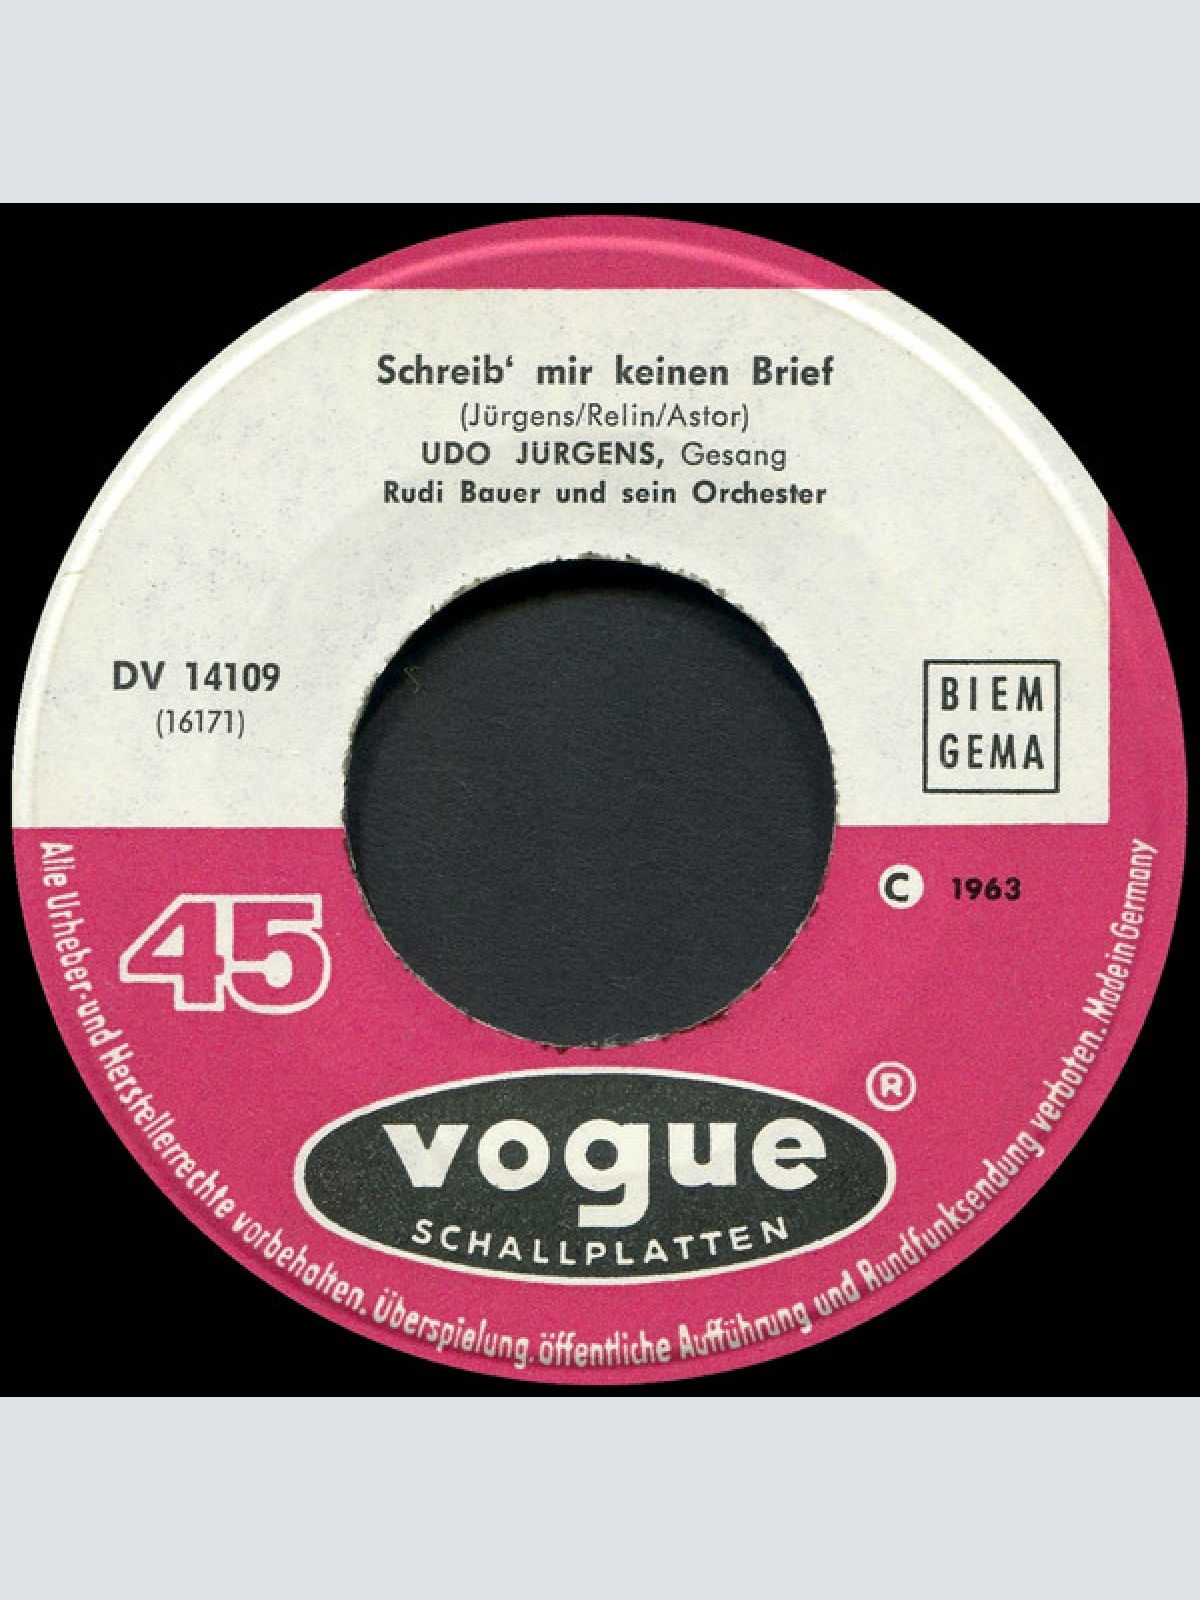 Schreib‘ mir keinen Brief
(Jürgens/Relin/Astor)
UDO JÜRGENS, Gesang
Rudi Bauer und sein Orchester
DV 14109
(16171)
BIEM
GEMA
45
C 1963
vogue ®
SCHALLPLATTEN
Alle Urheber-und Herstellerrechte vorbehalten. Überspielung, öffentliche Aufführung und Rundfunksendung verboten. Made in Germany